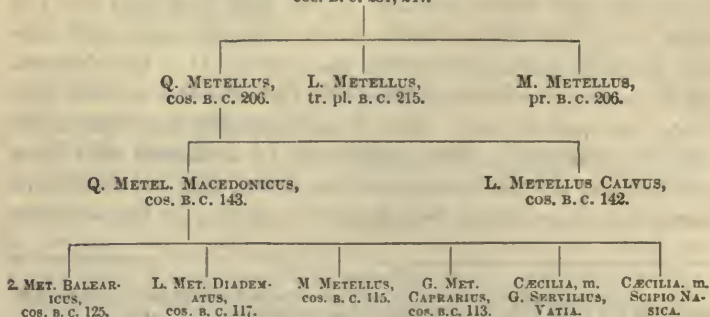 Q. METELLUS, L. METELLUS, M. METELLUS,
cos. B. C. 206. tr. pl. B. C. 215. pr. B. C. 206.
Q. METEL. MACEDONICUS, L. METELLUS CALVUS,
cos. B. C. 143. cos. B. C. 142.
2. MET. BALEAR- L. MET. DIADEM- M METELLUS, G. MET. CÆCILIA, m. CÆCILIA. m.
ICUS, ATUS, cos. B. C. 115. CAPRARIUS, G. SERVILIUS, SCIPIO NA-
cos. B. C. 125. cos. B. C. 117. cos. B.C. 113. VATIA. SICA.